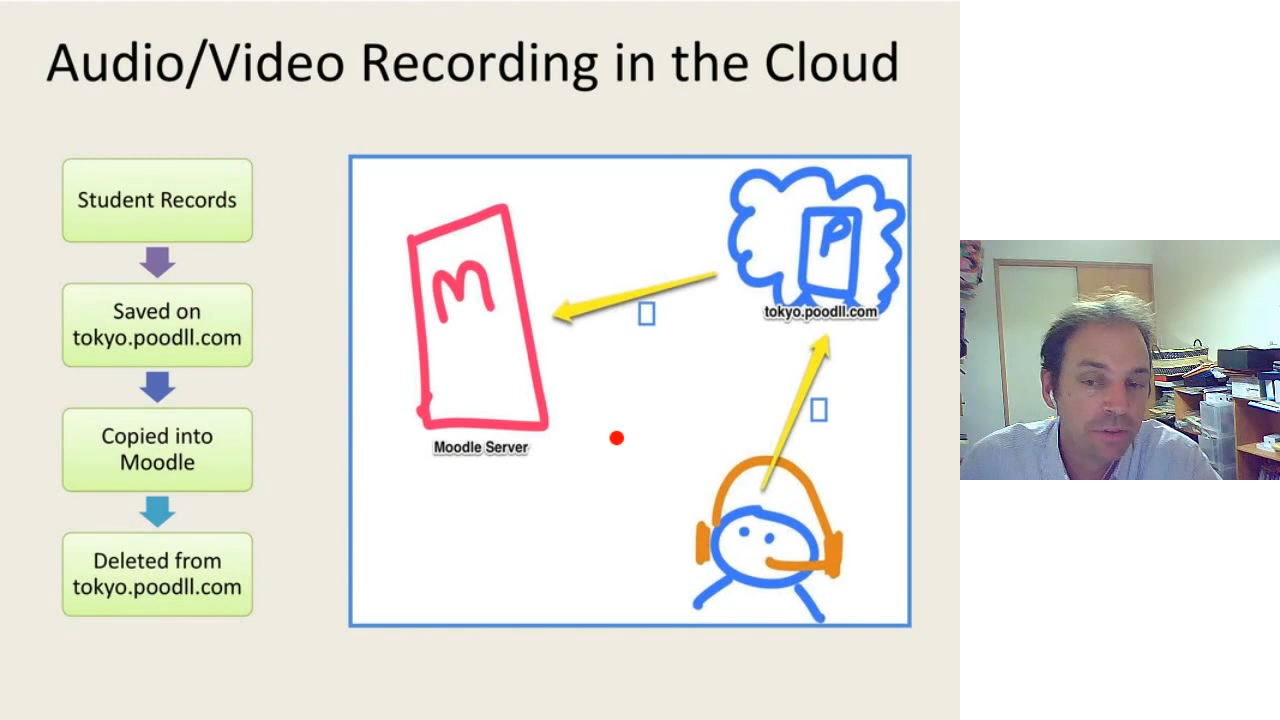 Audio/Video Recording in the Cloud
Student Records
Saved on
tokyo.poodll.com
Copied into
Moodle
Deleted from
tokyo.poodll.com
M
Moodle Server
P
tokyo.poodll.com